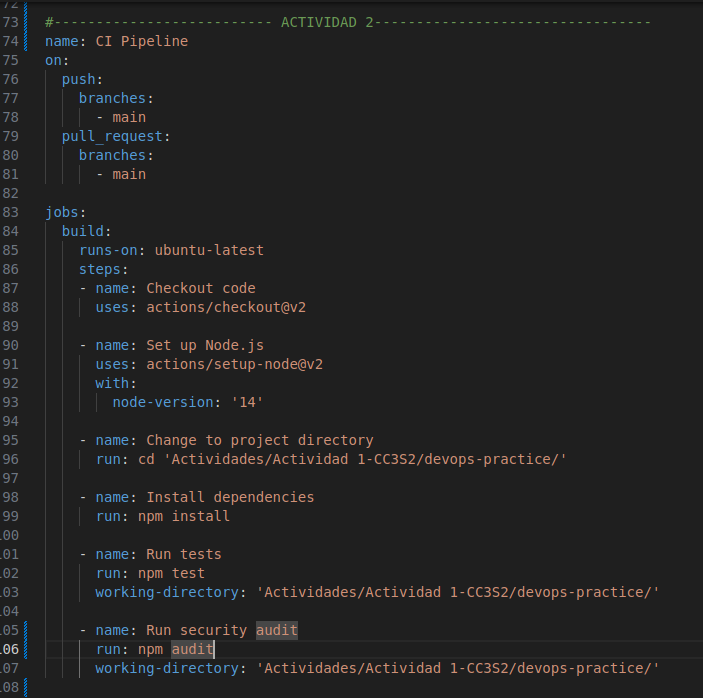 72
73 #-------------------------- ACTIVIDAD 2---------------------------------
74 name: CI Pipeline
75 on:
76   push:
77     branches:
78       - main
79   pull_request:
80     branches:
81       - main
82
83 jobs:
84   build:
85     runs-on: ubuntu-latest
86     steps:
87     - name: Checkout code
88       uses: actions/checkout@v2
89
90     - name: Set up Node.js
91       uses: actions/setup-node@v2
92       with:
93         node-version: '14'
94
95     - name: Change to project directory
96       run: cd 'Actividades/Actividad 1-CC3S2/devops-practice/'
97
98     - name: Install dependencies
99       run: npm install
100
101     - name: Run tests
102       run: npm test
103       working-directory: 'Actividades/Actividad 1-CC3S2/devops-practice/'
104
105     - name: Run security audit
106       run: npm audit
107       working-directory: 'Actividades/Actividad 1-CC3S2/devops-practice/'
108